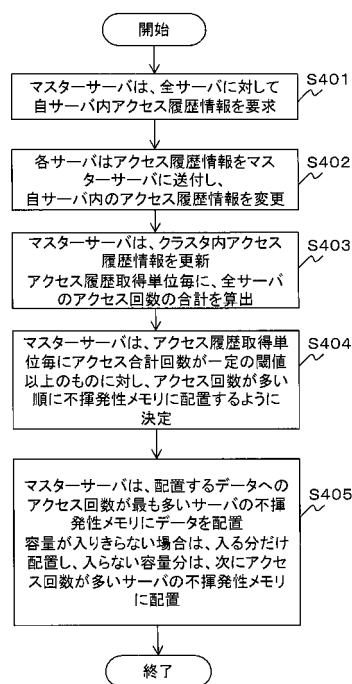 開始
S401
マスターサーバは、全サーバに対して
自サーバ内アクセス履歴情報を要求
S402
各サーバはアクセス履歴情報をマス
ターサーバに送付し、
自サーバ内のアクセス履歴情報を変更
S403
マスターサーバは、クラスタ内アクセス
履歴情報を更新
アクセス履歴取得単位毎に、全サーバ
のアクセス回数の合計を算出
S404
マスターサーバは、アクセス履歴取得単
位毎にアクセス合計回数が一定の閾値
以上のものに対し、アクセス回数が多い
順に不揮発性メモリに配置するように
決定
S405
マスターサーバは、配置するデータへの
アクセス回数が最も多いサーバの不揮
発性メモリにデータを配置
容量が入りきらない場合は、入る分だけ
配置し、入らない容量分は、次にアクセ
ス回数が多いサーバの不揮発性メモリ
に配置
終了